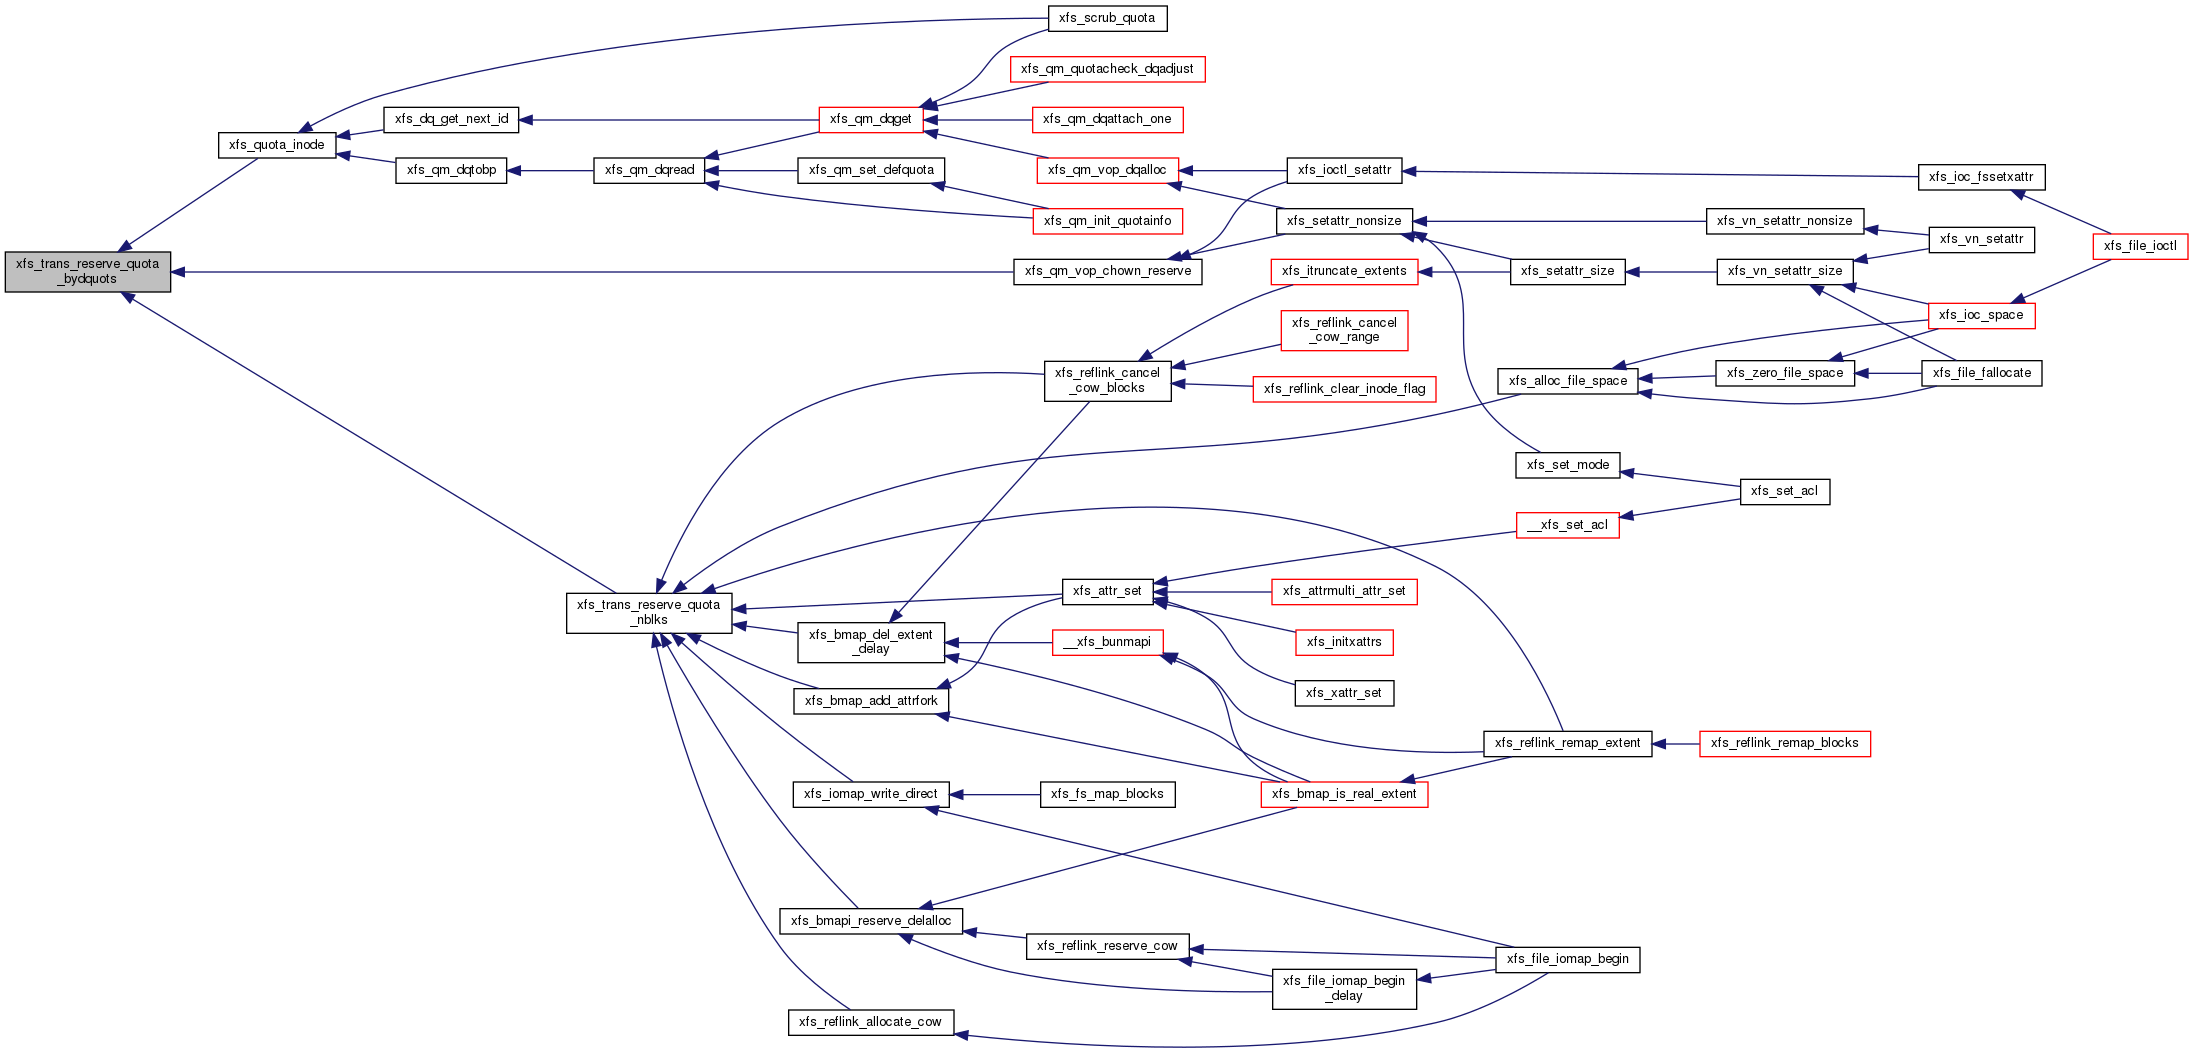 xfs_scrub_quota
xfs_qm_quotacheck_dqadjust
xfs_dq_get_next_id
xfs_qm_dqget
xfs_qm_dqattach_one
xfs_quota_inode
xfs_qm_dqtobp
xfs_qm_dqread
xfs_qm_set_defquota
xfs_qm_vop_dqalloc
xfs_ioctl_setattr
xfs_ioc_fssetxattr
xfs_qm_init_quotainfo
xfs_setattr_nonsize
xfs_vn_setattr_nonsize
xfs_vn_setattr
xfs_file_ioctl
xfs_trans_reserve_quota
_bydquots
xfs_qm_vop_chown_reserve
xfs_itruncate_extents
xfs_setattr_size
xfs_vn_setattr_size
xfs_ioc_space
xfs_reflink_cancel
_cow_range
xfs_reflink_cancel
_cow_blocks
xfs_reflink_clear_inode_flag
xfs_alloc_file_space
xfs_zero_file_space
xfs_file_fallocate
xfs_set_mode
xfs_set_acl
__xfs_set_acl
xfs_trans_reserve_quota
_nblks
xfs_attr_set
xfs_attrmulti_attr_set
xfs_bmap_del_extent
_delay
__xfs_bunmapi
xfs_initxattrs
xfs_bmap_add_attrfork
xfs_xattr_set
xfs_reflink_remap_extent
xfs_reflink_remap_blocks
xfs_iomap_write_direct
xfs_fs_map_blocks
xfs_bmap_is_real_extent
xfs_bmapi_reserve_delalloc
xfs_reflink_reserve_cow
xfs_file_iomap_begin
xfs_file_iomap_begin
_delay
xfs_reflink_allocate_cow